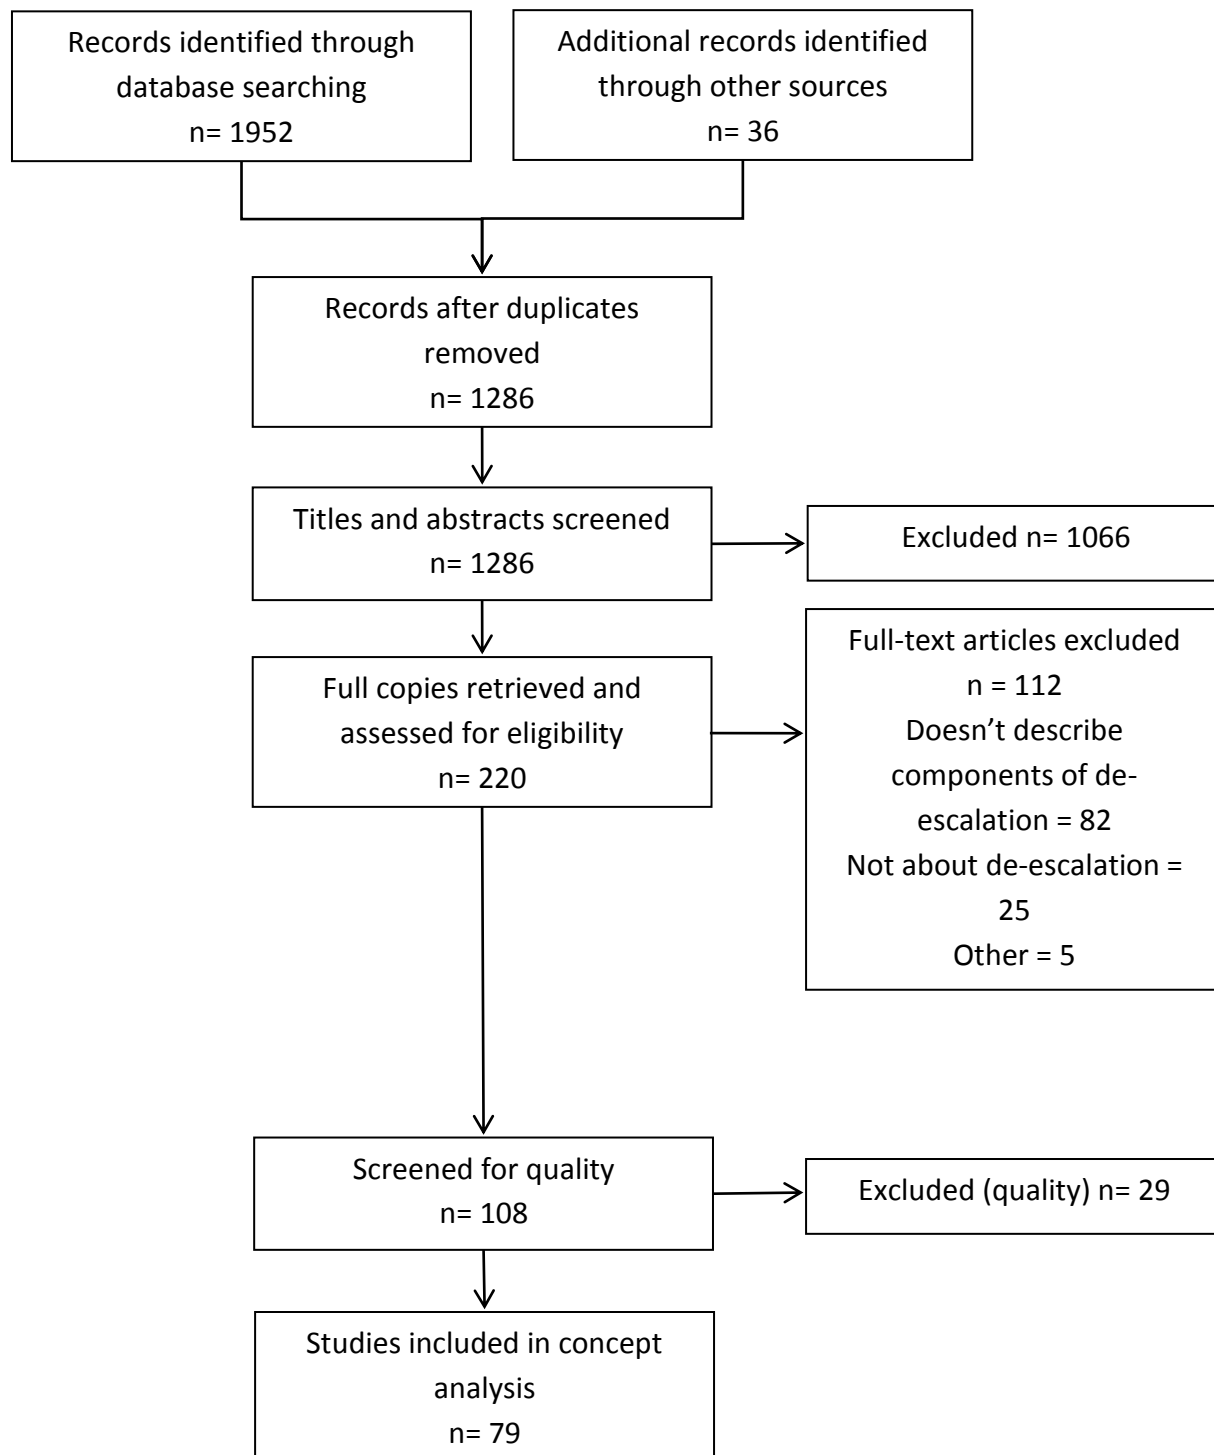 Records identified through
database searching
n= 1952
Additional records identified
through other sources
n= 36
Records after duplicates
removed
n= 1286
Titles and abstracts screened
n= 1286
Excluded n= 1066
Full copies retrieved and
assessed for eligibility
n= 220
Full-text articles excluded
n = 112
Doesn’t describe
components of de-
escalation = 82
Not about de-escalation =
25
Other = 5
Screened for quality
n= 108
Excluded (quality) n= 29
Studies included in concept
analysis
n= 79